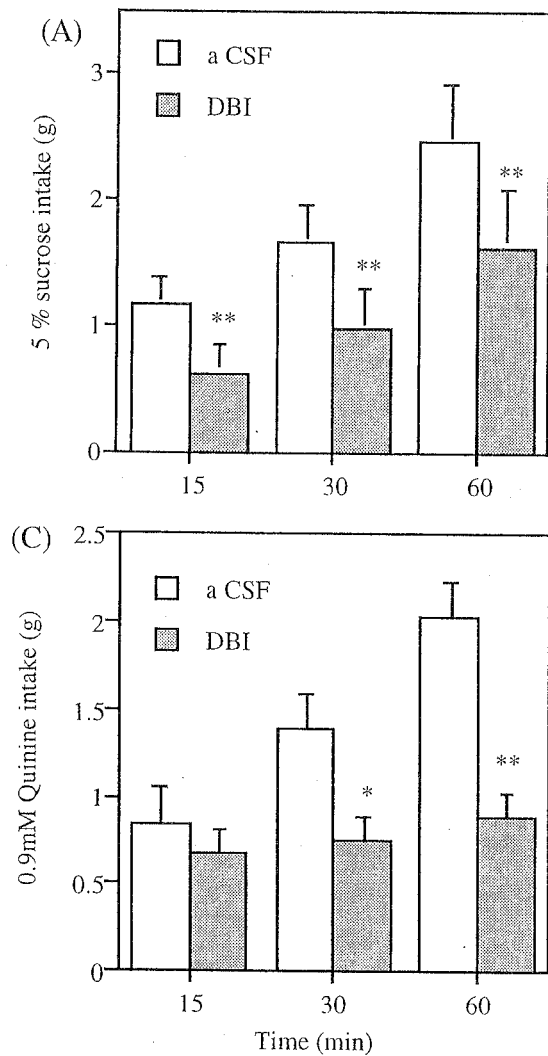 (A)
a CSF
DBI
5 % sucrose intake (g)
3
2
1
0
**
**
**
15 30 60
(C)
a CSF
DBI
0.9mM Quinine intake (g)
2.5
2
1.5
1
0.5
0
*
**
15 30 60
Time (min)